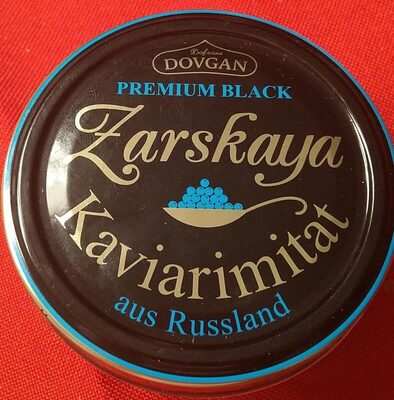 DOVGAN
PREMIUM BLACK
Zarskaya
Kaviarimitat
aus Russland